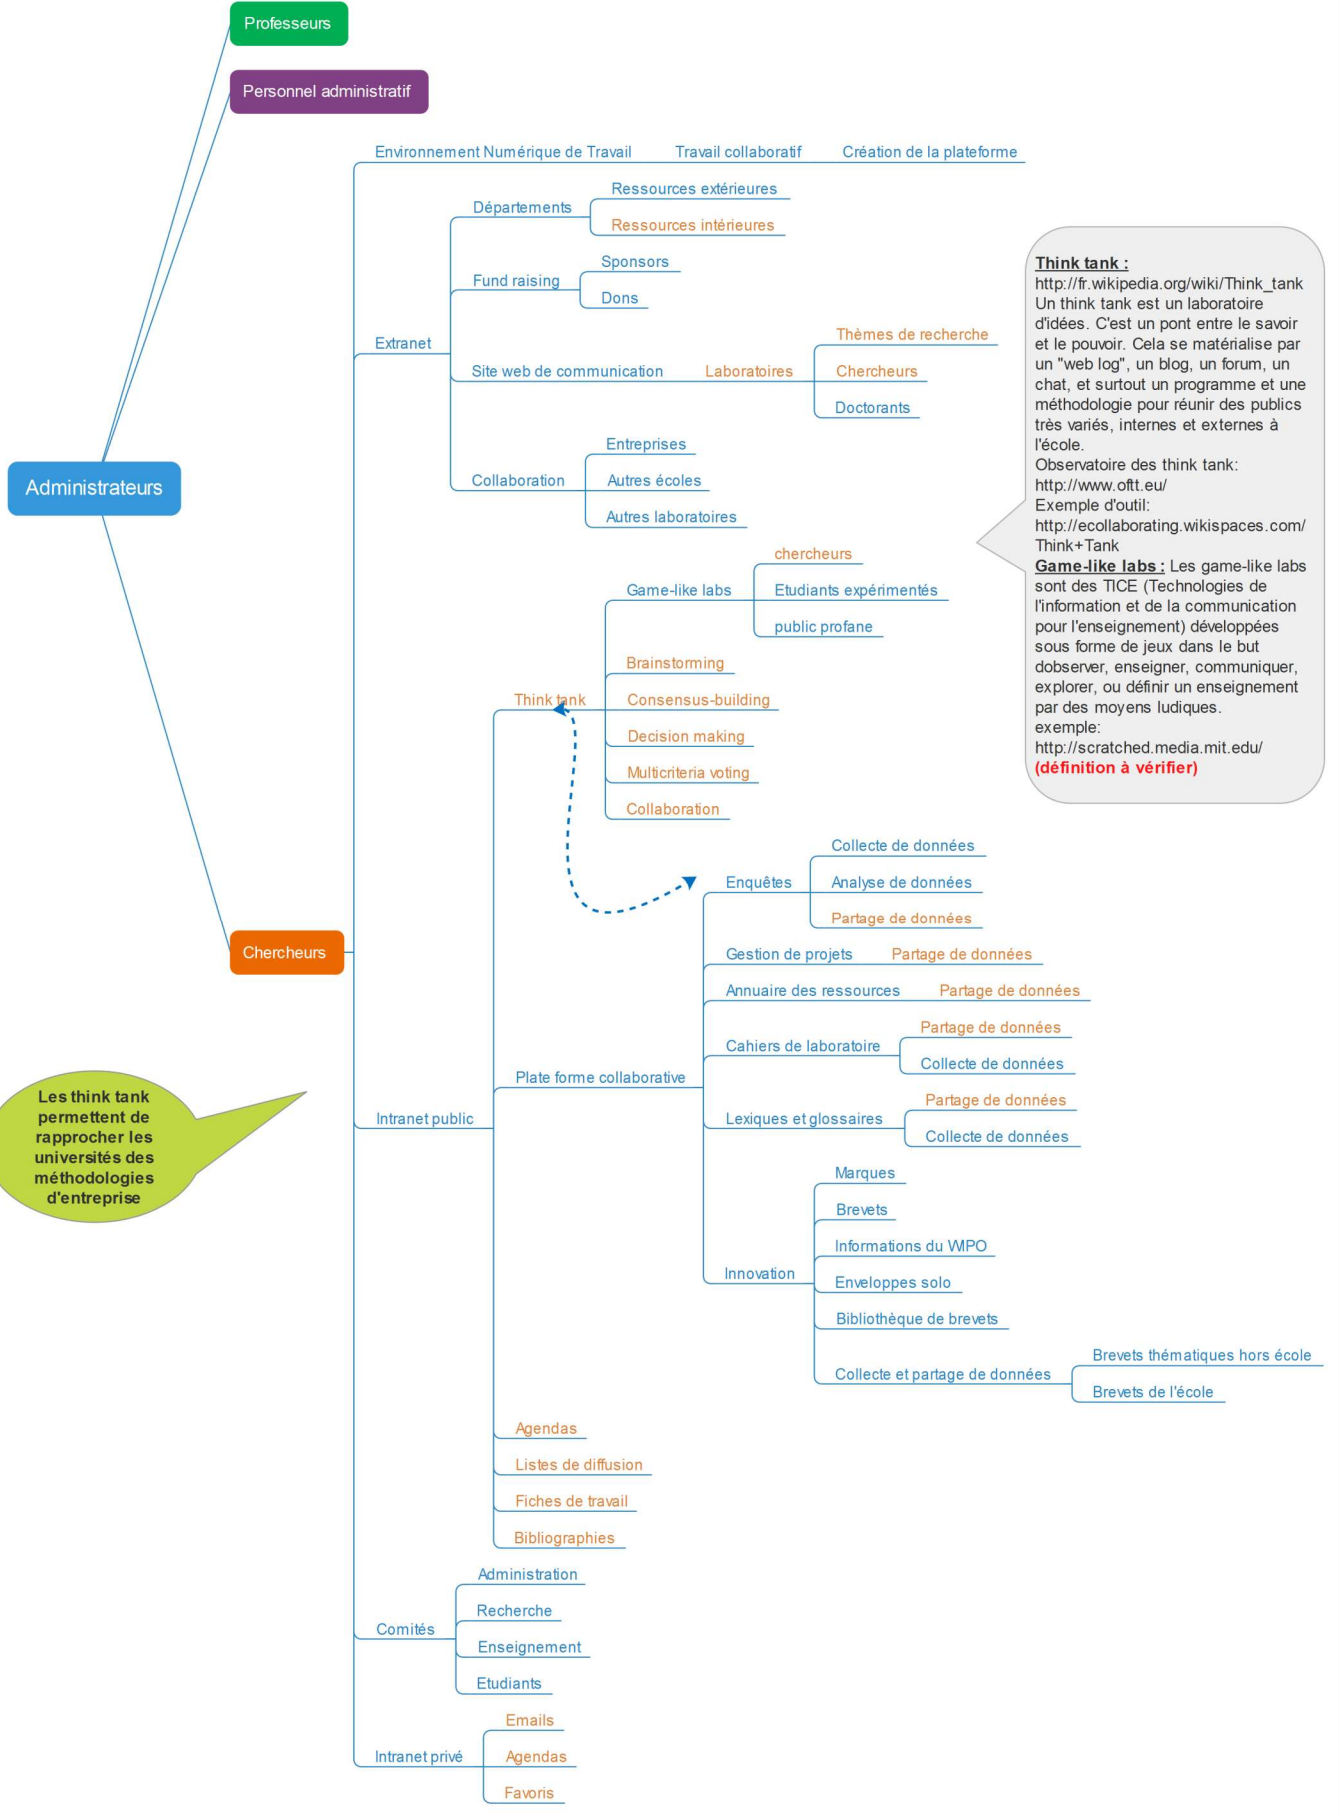 Professeurs
Personnel administratif
Administrateurs
Chercheurs
Environnement Numérique de Travail
Travail collaboratif
Création de la plateforme
Extranet
Départements
Ressources extérieures
Ressources intérieures
Fund raising
Sponsors
Dons
Site web de communication
Laboratoires
Thèmes de recherche
Chercheurs
Doctorants
Collaboration
Entreprises
Autres écoles
Autres laboratoires
Think tank :
http://fr.wikipedia.org/wiki/Think_tank
Un think tank est un laboratoire
d'idées. C'est un pont entre le savoir
et le pouvoir. Cela se matérialise par
un "web log", un blog, un forum, un
chat, et surtout un programme et une
méthodologie pour réunir des publics
très variés, internes et externes à
l'école.
Observatoire des think tank:
http://www.oftt.eu/
Exemple d'outil:
http://ecollaborating.wikispaces.com/
Think+Tank
Game-like labs : Les game-like labs
sont des TICE (Technologies de
l'information et de la communication
pour l'enseignement) développées
sous forme de jeux dans le but
dobserver, enseigner, communiquer,
explorer, ou définir un enseignement
par des moyens ludiques.
exemple:
http://scratched.media.mit.edu/
(définition à vérifier)
Intranet public
Think tank
Game-like labs
chercheurs
Etudiants expérimentés
public profane
Brainstorming
Consensus-building
Decision making
Multicriteria voting
Collaboration
Plate forme collaborative
Enquêtes
Collecte de données
Analyse de données
Partage de données
Gestion de projets
Partage de données
Annuaire des ressources
Partage de données
Cahiers de laboratoire
Partage de données
Collecte de données
Lexiques et glossaires
Partage de données
Collecte de données
Innovation
Marques
Brevets
Informations du WIPO
Enveloppes solo
Bibliothèque de brevets
Collecte et partage de données
Brevets thématiques hors école
Brevets de l'école
Agendas
Listes de diffusion
Fiches de travail
Bibliographies
Les think tank
permettent de
rapprocher les
universités des
méthodologies
d'entreprise
Comités
Administration
Recherche
Enseignement
Etudiants
Intranet privé
Emails
Agendas
Favoris